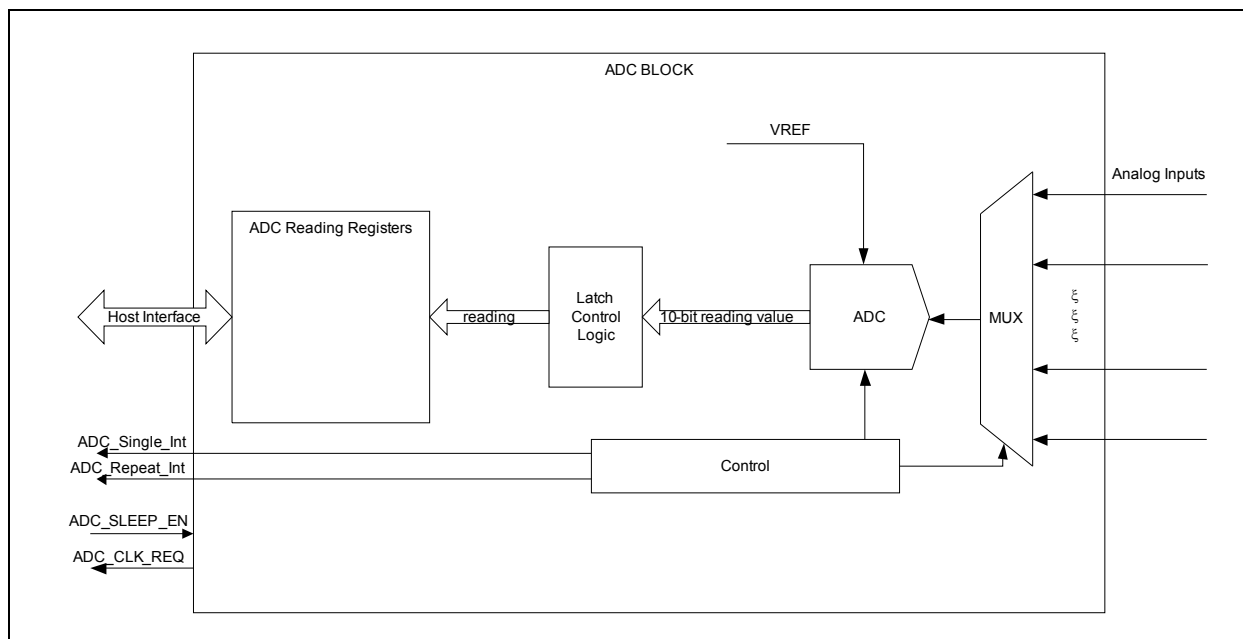 ADC BLOCK
VREF
Analog Inputs
ADC Reading Registers
Latch
Control
Logic
Host Interface
reading
10-bit reading value
ADC
MUX
ξ
ξ
ξ
ADC_Single_Int
ADC_Repeat_Int
Control
ADC_SLEEP_EN
ADC_CLK_REQ